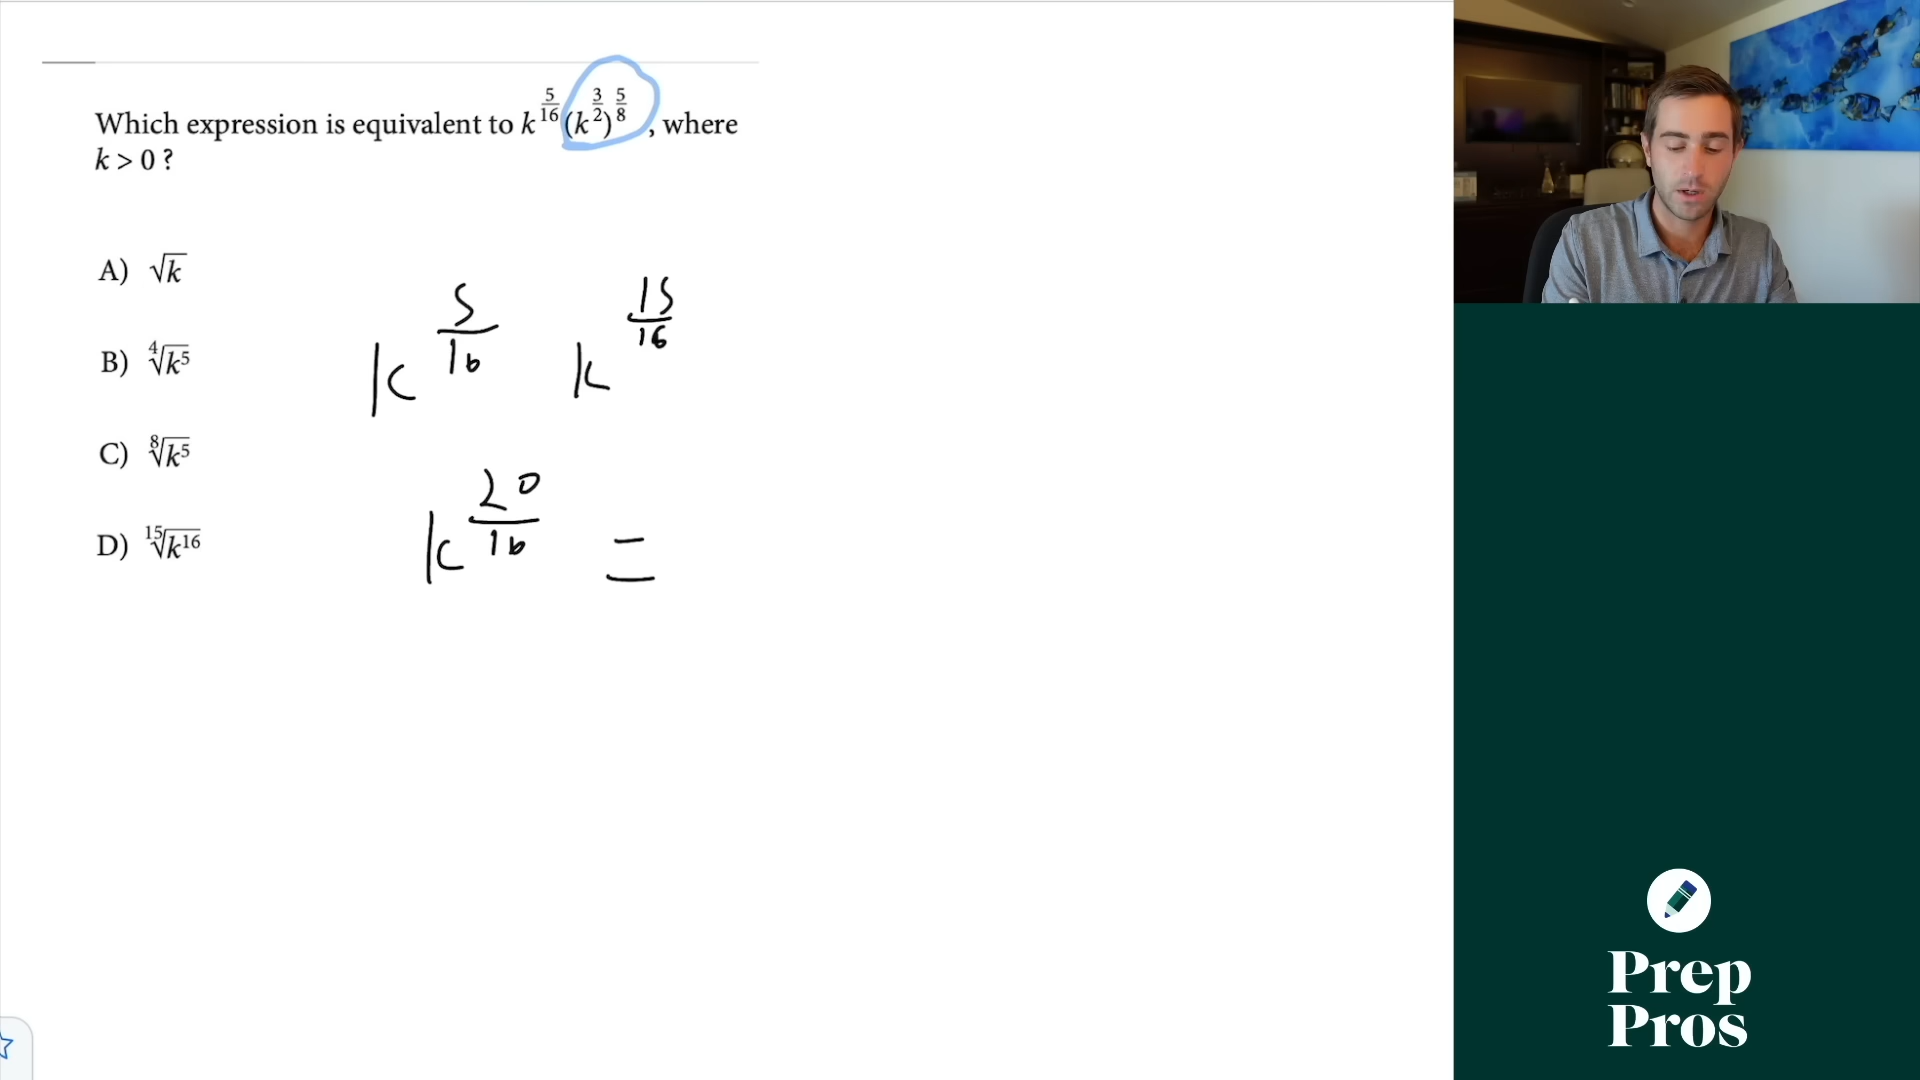 Which expression is equivalent to k^(5/16)(k^(3/2))^(5/8), where
k > 0 ?
A) √k
B) ⁴√k⁵
C) ⁸√k⁵
D) ¹⁵√k¹⁶
k^(5/16) k^(15/16)
k^(20/16) =
Prep
Pros